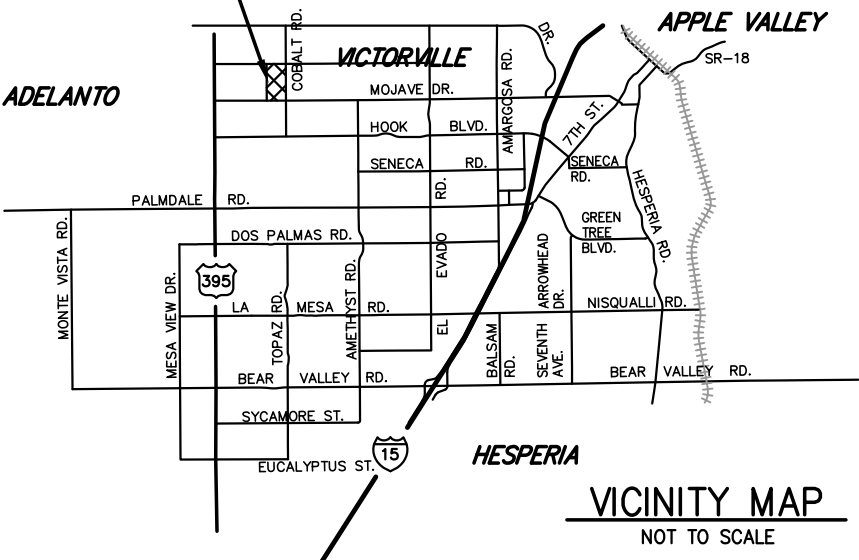 APPLE VALLEY
DR.
COBALT RD.
VICTORVILLE
SR-18
AMARGOSA RD.
ADELANTO
MOJAVE DR.
7TH ST.
HOOK BLVD.
SENECA RD.
SENECA
RD.
HESPERIA RD.
PALMDALE RD.
EL EVADO RD.
MONTE VISTA RD.
GREEN
TREE
BLVD.
DOS PALMAS RD.
ARROWHEAD
DR.
395
MESA VIEW DR.
TOPAZ RD.
AMETHYST RD.
LA MESA RD.
NISQUALLI RD.
BALSAM
RD.
SEVENTH
AVE.
BEAR VALLEY RD.
BEAR VALLEY RD.
SYCAMORE ST.
15
EUCALYPTUS ST.
HESPERIA
VICINITY MAP
NOT TO SCALE